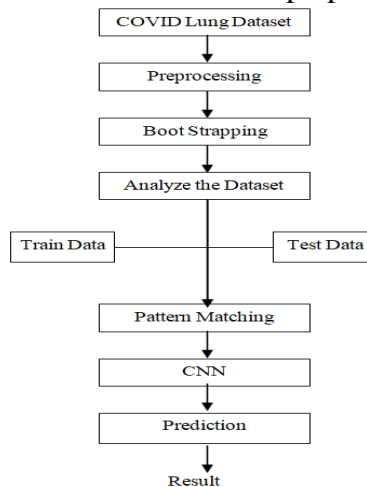 COVID Lung Dataset
Preprocessing
Boot Strapping
Analyze the Dataset
Train Data
Test Data
Pattern Matching
CNN
Prediction
Result